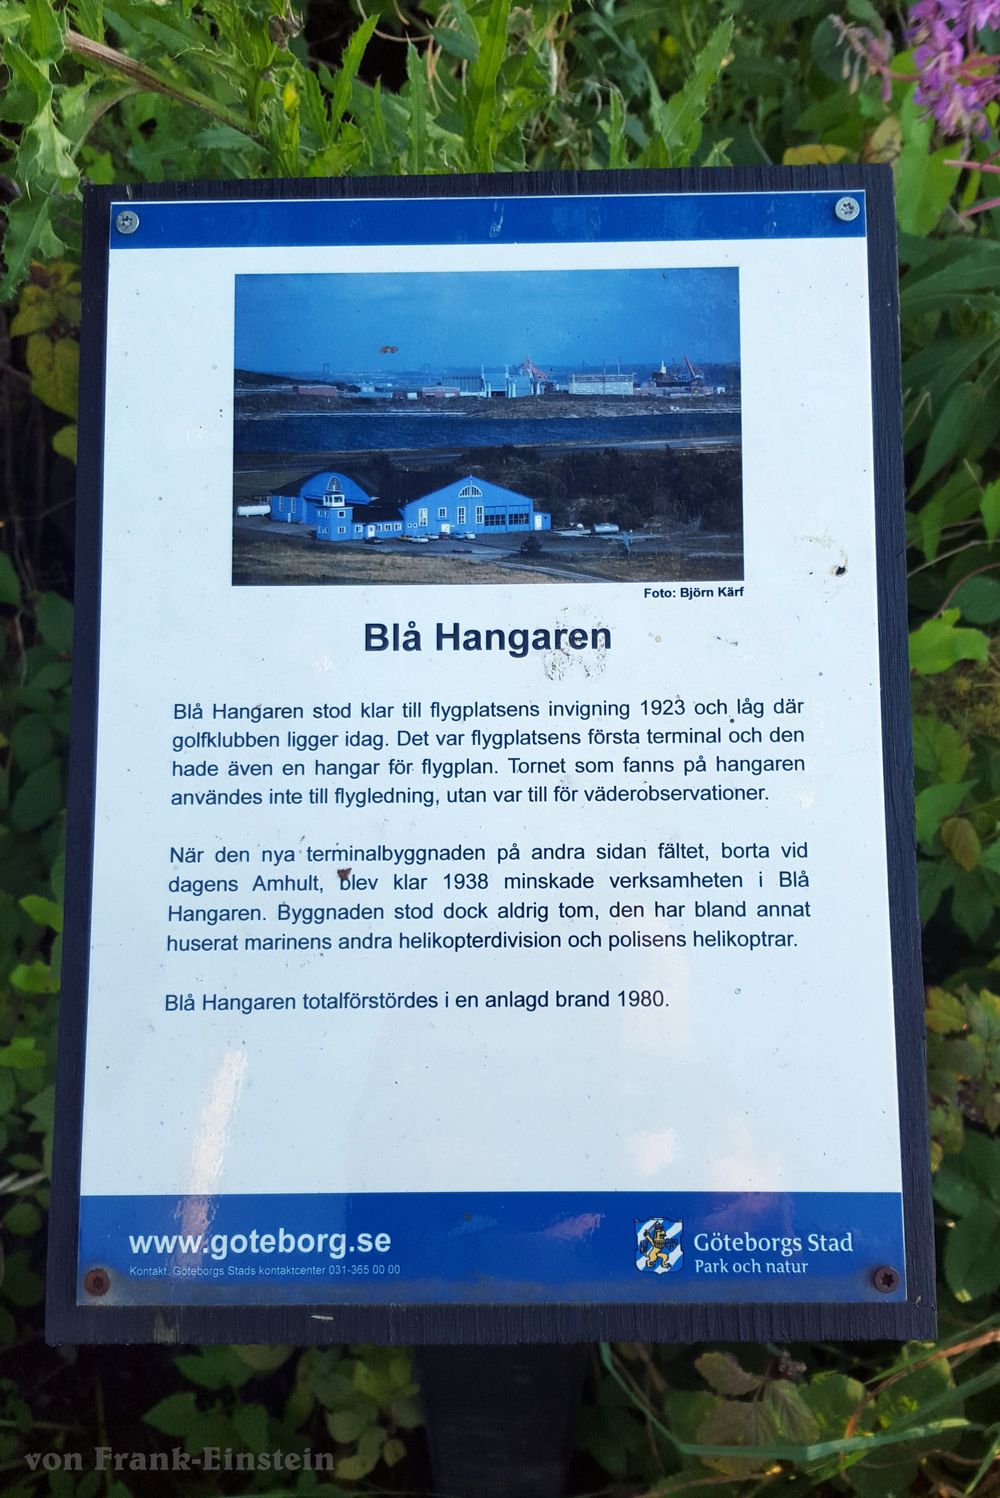 Foto: Björn Kärf
Blå Hangaren
Blå Hangaren stod klar till flygplatsens invigning 1923 och låg där
golfklubben ligger idag. Det var flygplatsens första terminal och den
hade även en hangar för flygplan. Tornet som fanns på hangaren
användes inte till flygledning, utan var till för väderobservationer.
När den nya terminalbyggnaden på andra sidan fältet, borta vid
dagens Amhult, blev klar 1938 minskade verksamheten i Blå
Hangaren. Byggnaden stod dock aldrig tom, den har bland annat
huserat marinens andra helikopterdivision och polisens helikoptrar.
Blå Hangaren totalförstördes i en anlagd brand 1980.
www.goteborg.se
Kontakt: Göteborgs Stads kontaktcenter 031-365 00 00
Göteborgs Stad
Park och natur
von Frank-Einstein